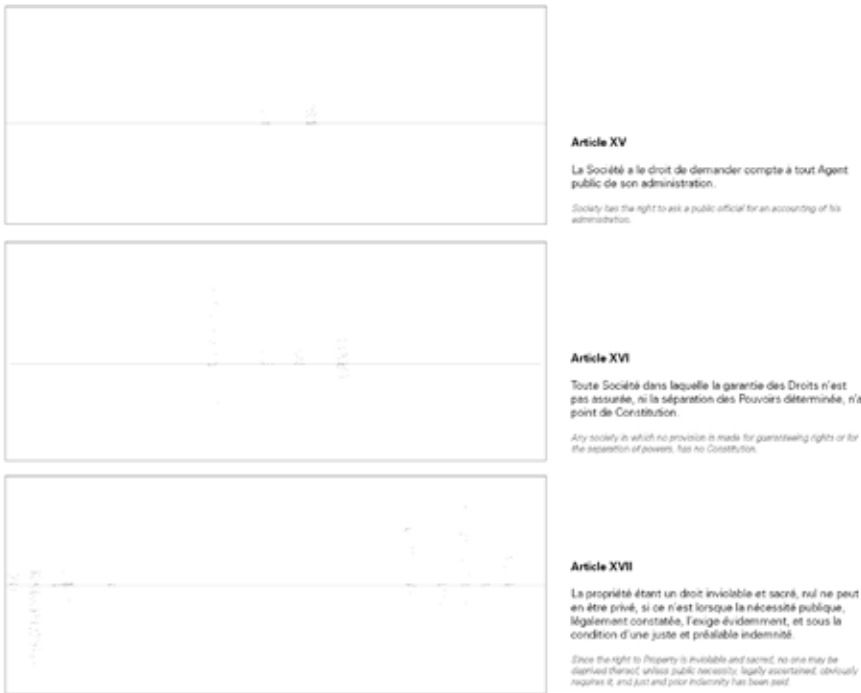 Article XV
La Société a le droit de demander compte à tout Agent
public de son administration.
Society has the right to ask a public official for an accounting of his
administration.
Article XVI
Toute Société dans laquelle la garantie des Droits n'est
pas assurée, ni la séparation des Pouvoirs déterminée, n'a
point de Constitution.
Any society in which no provision is made for guaranteeing rights or for
the separation of powers, has no Constitution.
Article XVII
La propriété étant un droit inviolable et sacré, nul ne peut
en être privé, si ce n'est lorsque la nécessité publique,
légalement constatée, l'exige évidemment, et sous la
condition d'une juste et préalable indemnité.
Since the right to Property is inviolable and sacred, no one may be
deprived thereof, unless public necessity, legally ascertained, obviously
requires it, and just and prior indemnity has been paid.